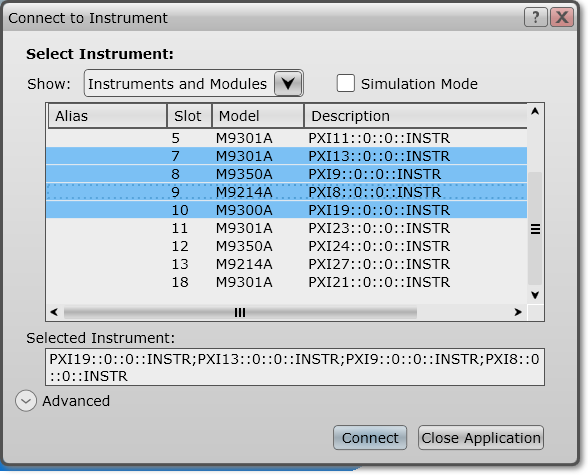 Connect to Instrument
?
Select Instrument:
Show: Instruments and Modules Simulation Mode
Alias Slot Model Description
5 M9301A PXI11::0::0::INSTR
7 M9301A PXI13::0::0::INSTR
8 M9350A PXI9::0::0::INSTR
9 M9214A PXI8::0::0::INSTR
10 M9300A PXI19::0::0::INSTR
11 M9301A PXI23::0::0::INSTR
12 M9350A PXI24::0::0::INSTR
13 M9214A PXI27::0::0::INSTR
18 M9301A PXI21::0::0::INSTR
Selected Instrument:
PXI19::0::0::INSTR;PXI13::0::0::INSTR;PXI9::0::0::INSTR;PXI8::0
::0::INSTR
Advanced
Connect Close Application